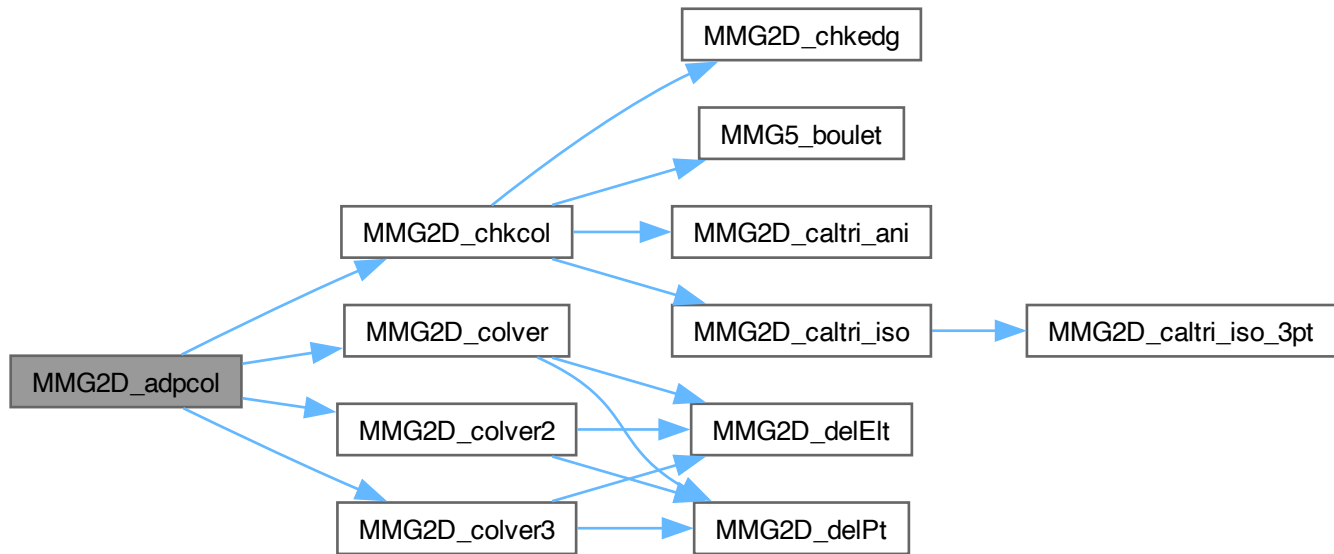 MMG2D_chkedg
MMG5_boulet
MMG2D_chkcol
MMG2D_caltri_ani
MMG2D_colver
MMG2D_caltri_iso
MMG2D_caltri_iso_3pt
MMG2D_adpcol
MMG2D_colver2
MMG2D_delElt
MMG2D_colver3
MMG2D_delPt